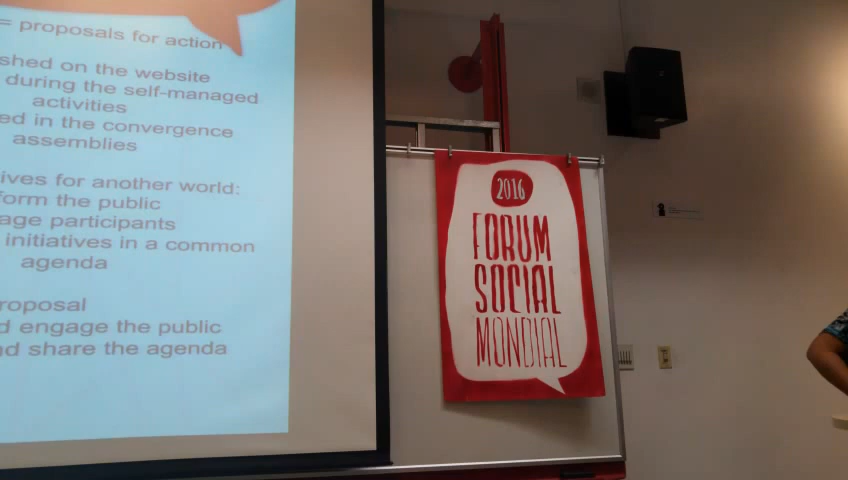 = proposals for action
shed on the website
during the self-managed
activities
ed in the convergence
assemblies
ives for another world:
form the public
age participants
initiatives in a common
agenda
roposal
d engage the public
nd share the agenda
2016
FORUM
SOCIAL
MONDIAL